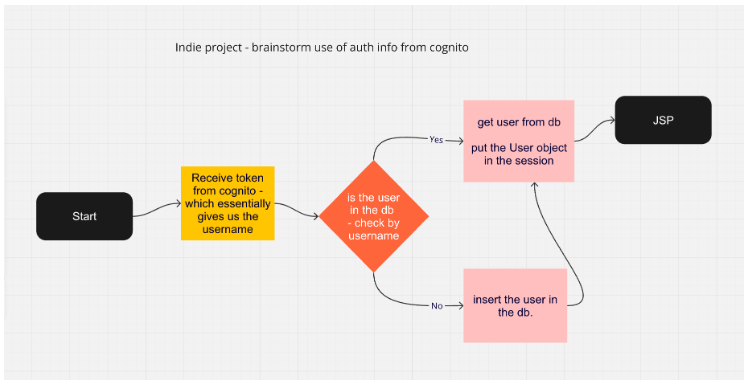 Indie project - brainstorm use of auth info from cognito
Start
Receive token
from cognito -
which essentially
gives us the
username
is the user
in the db
- check by
username
Yes
get user from db
put the User object
in the session
JSP
No
insert the user in
the db.